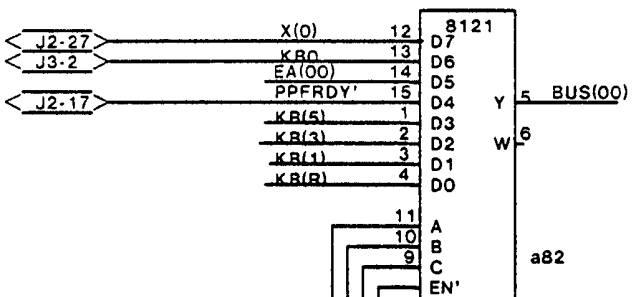 8121
J2-27 X(0) 12 D7
J3-2 KB0 13 D6
EA(00) 14 D5
J2-17 PPFRDY' 15 D4 Y 5 BUS(00)
KB(5) 1 D3
KB(3) 2 D2 W 6
KB(1) 3 D1
KB(R) 4 D0
11 A
10 B a82
9 C
EN'